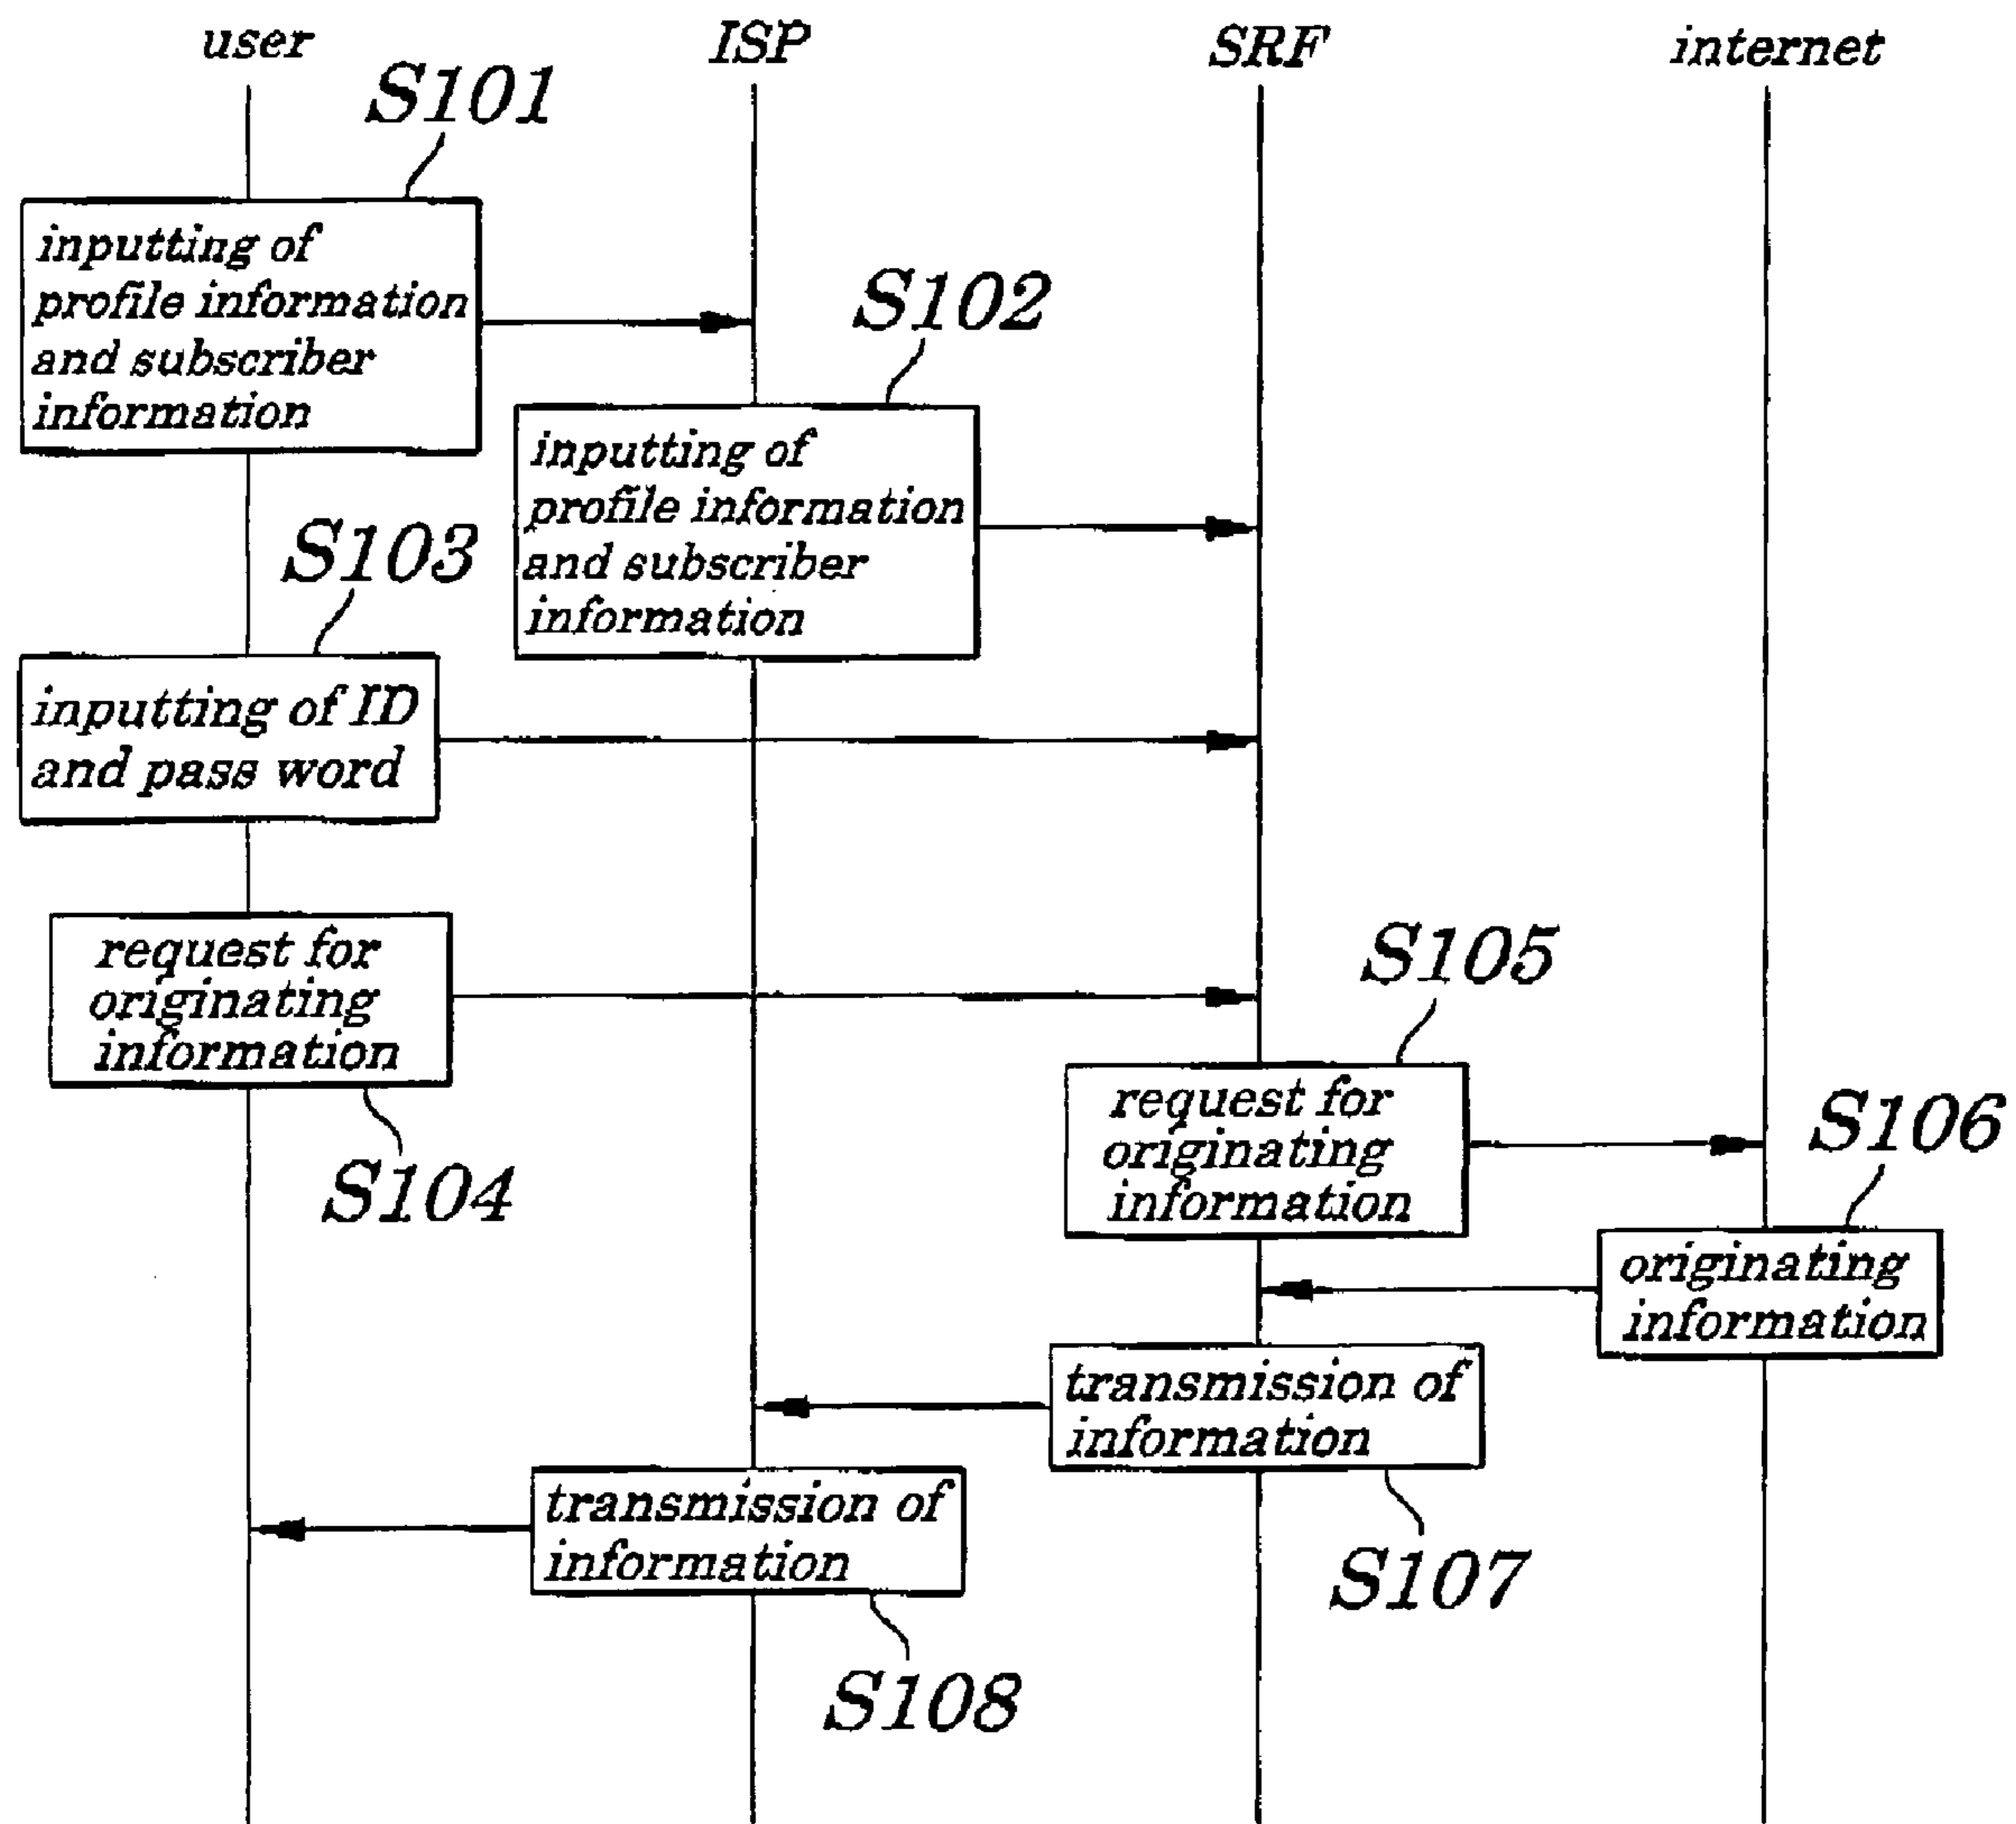 user
ISP
SRF
internet
S101
inputting of
profile information
and subscriber
information
S102
inputting of
profile information
and subscriber
information
S103
inputting of ID
and pass word
request for
originating
information
S104
S105
request for
originating
information
S106
originating
information
transmission of
information
S107
transmission of
information
S108